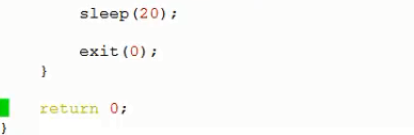 sleep(20);
exit(0);
}
return 0;
}